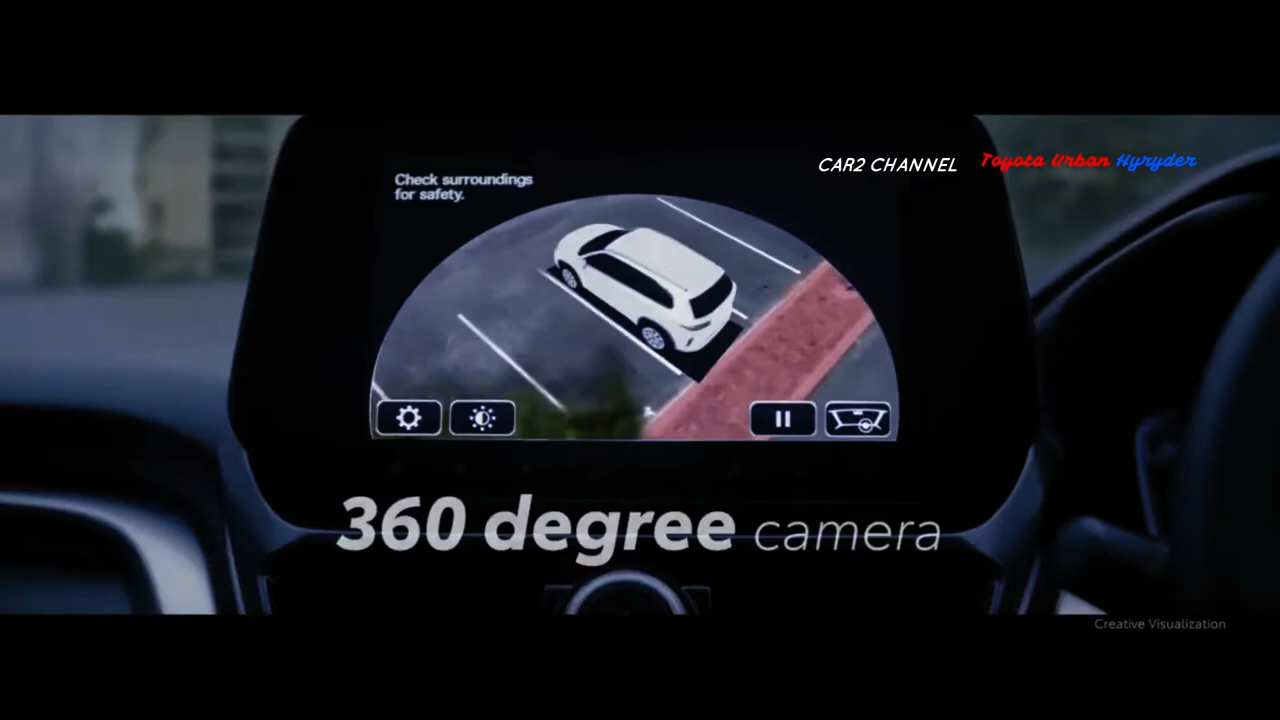 CAR2 CHANNEL Toyota Urban Hyryder
Check surroundings
for safety.
360 degree camera
Creative Visualization